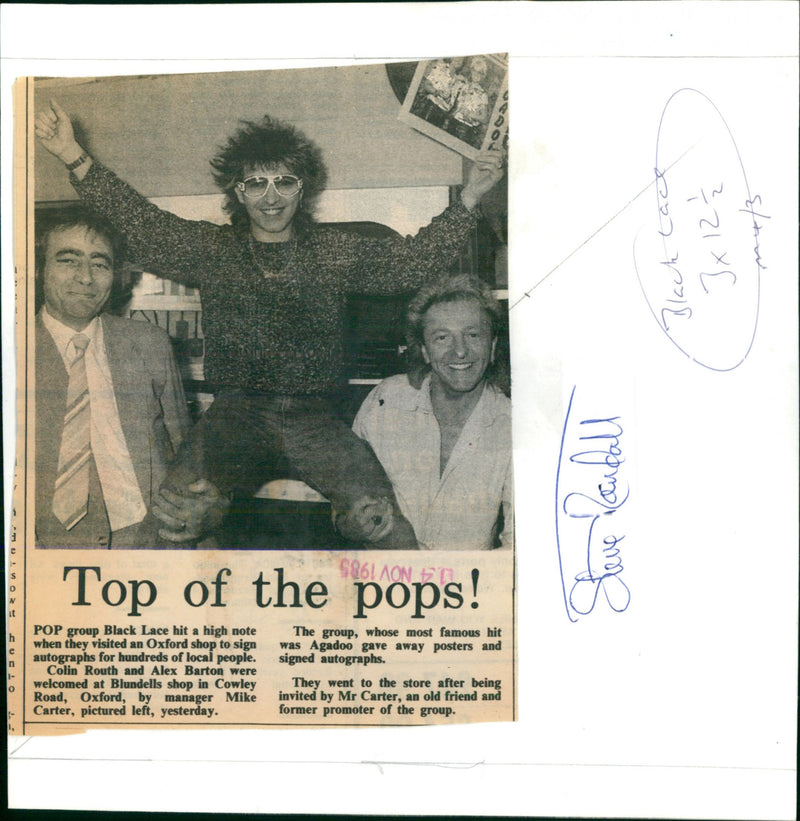 Top of the pops!
04 NOV 1985
POP group Black Lace hit a high note
when they visited an Oxford shop to sign
autographs for hundreds of local people.
Colin Routh and Alex Barton were
welcomed at Blundells shop in Cowley
Road, Oxford, by manager Mike
Carter, pictured left, yesterday.
The group, whose most famous hit
was Agadoo gave away posters and
signed autographs.
They went to the store after being
invited by Mr Carter, an old friend and
former promoter of the group.
Black Lace
3 x 12 ½
Steve Randall